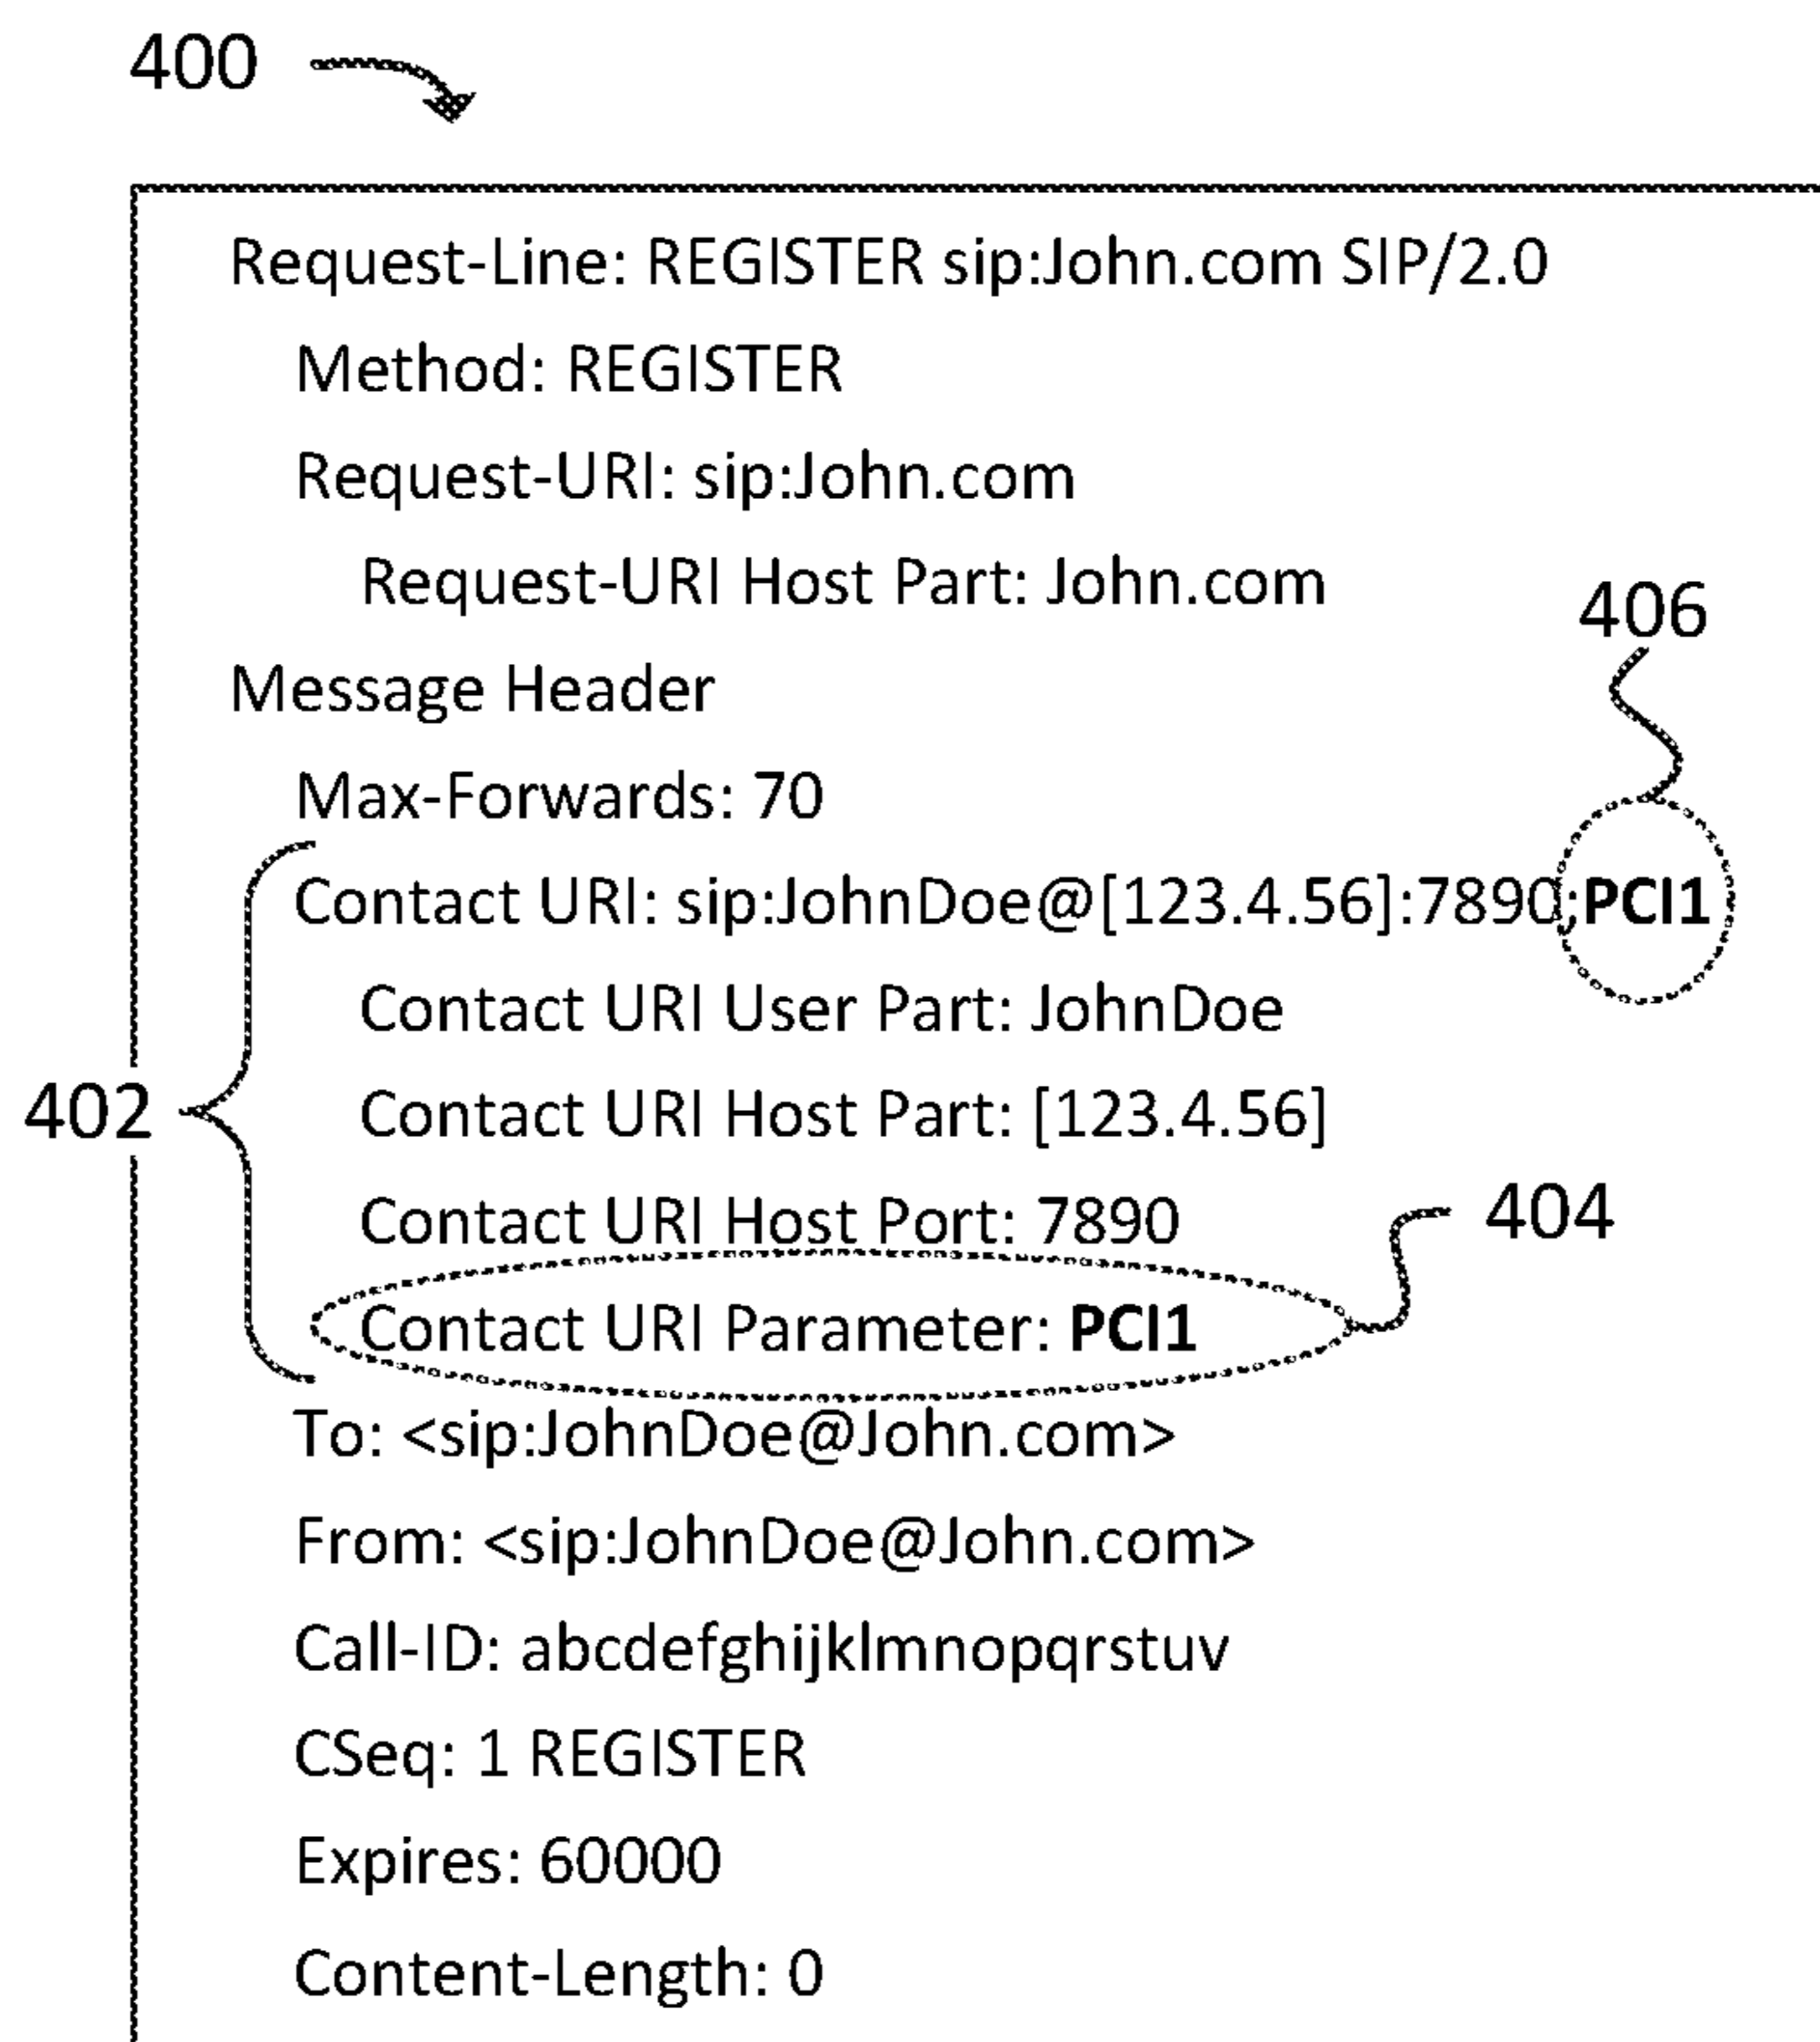 400
Request-Line: REGISTER sip:John.com SIP/2.0
Method: REGISTER
Request-URI: sip:John.com
Request-URI Host Part: John.com
406
Message Header
Max-Forwards: 70
Contact URI: sip:JohnDoe@[123.4.56]:7890;PCI1
Contact URI User Part: JohnDoe
402
Contact URI Host Part: [123.4.56]
Contact URI Host Port: 7890
404
Contact URI Parameter: PCI1
To: <sip:JohnDoe@John.com>
From: <sip:JohnDoe@John.com>
Call-ID: abcdefghijklmnopqrstuv
CSeq: 1 REGISTER
Expires: 60000
Content-Length: 0